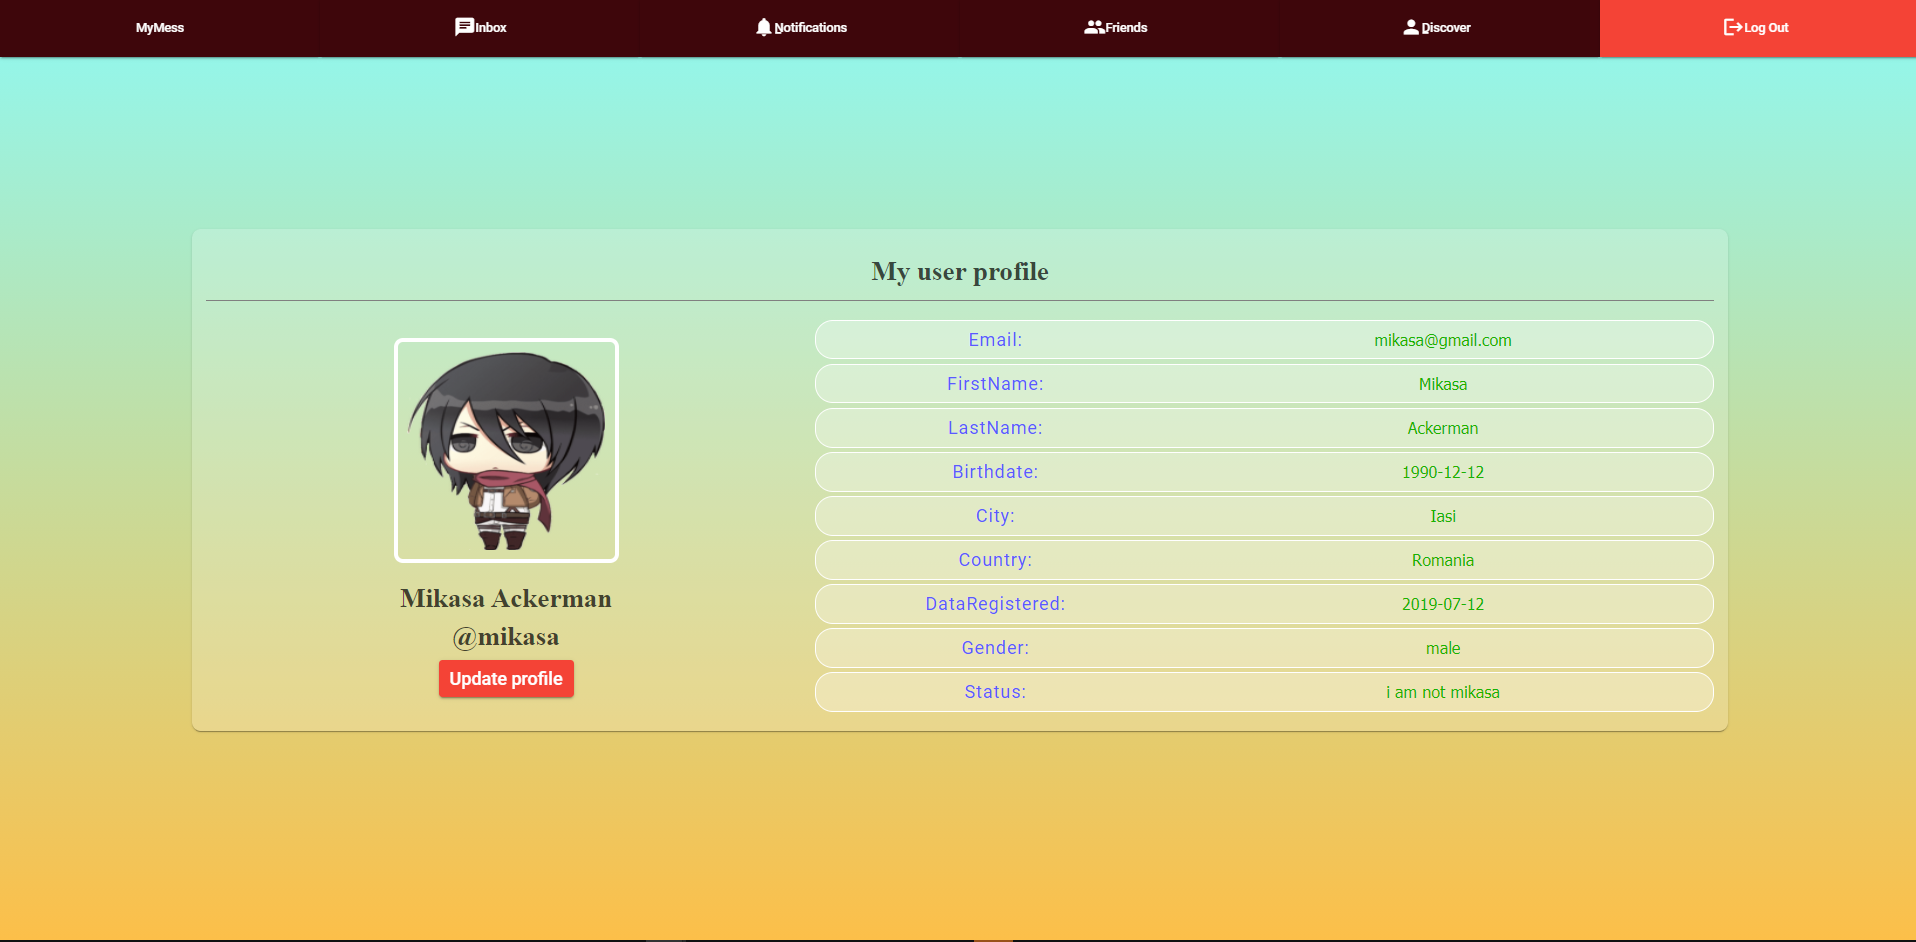 MyMess Inbox Notifications Friends Discover Log Out
My user profile
Mikasa Ackerman
@mikasa
Update profile
Email: mikasa@gmail.com
FirstName: Mikasa
LastName: Ackerman
Birthdate: 1990-12-12
City: Iasi
Country: Romania
DataRegistered: 2019-07-12
Gender: male
Status: i am not mikasa